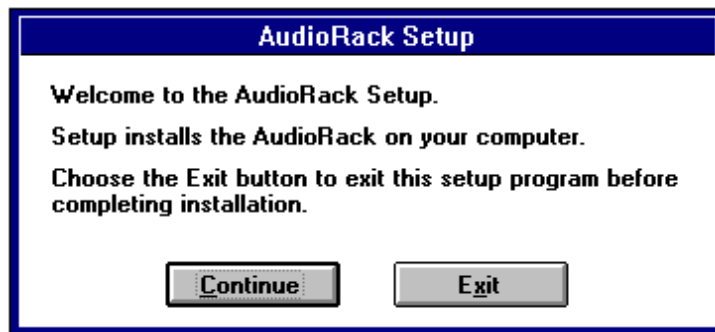 AudioRack Setup
Welcome to the AudioRack Setup.
Setup installs the AudioRack on your computer.
Choose the Exit button to exit this setup program before
completing installation.
Continue
Exit